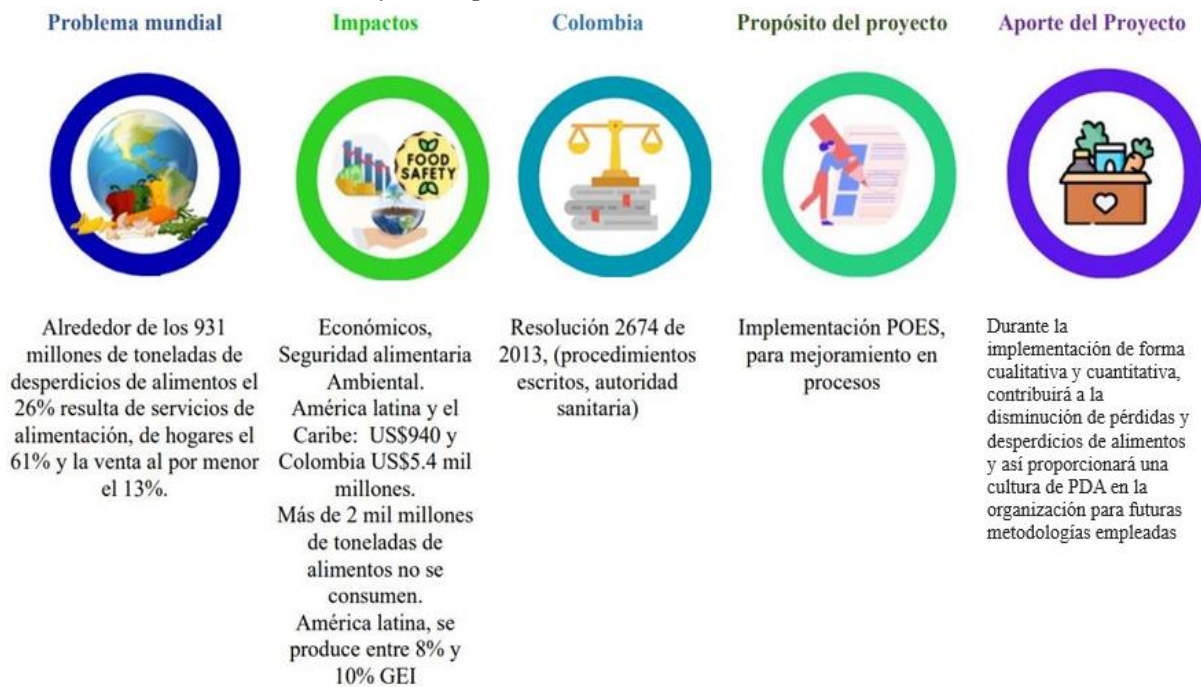 Problema mundial
Impactos
Colombia
Propósito del proyecto
Aporte del Proyecto
FOOD
SAFETY
Alrededor de los 931
millones de toneladas de
desperdicios de alimentos el
26% resulta de servicios de
alimentación, de hogares el
61% y la venta al por menor
el 13%.
Económicos,
Seguridad alimentaria
Ambiental.
América latina y el
Caribe: US$940 y
Colombia US$5.4 mil
millones.
Más de 2 mil millones
de toneladas de
alimentos no se
consumen.
América latina, se
produce entre 8% y
10% GEI
Resolución 2674 de
2013, (procedimientos
escritos, autoridad
sanitaria)
Implementación POES,
para mejoramiento en
procesos
Durante la
implementación de forma
cualitativa y cuantitativa,
contribuirá a la
disminución de pérdidas y
desperdicios de alimentos
y así proporcionará una
cultura de PDA en la
organización para futuras
metodologías empleadas